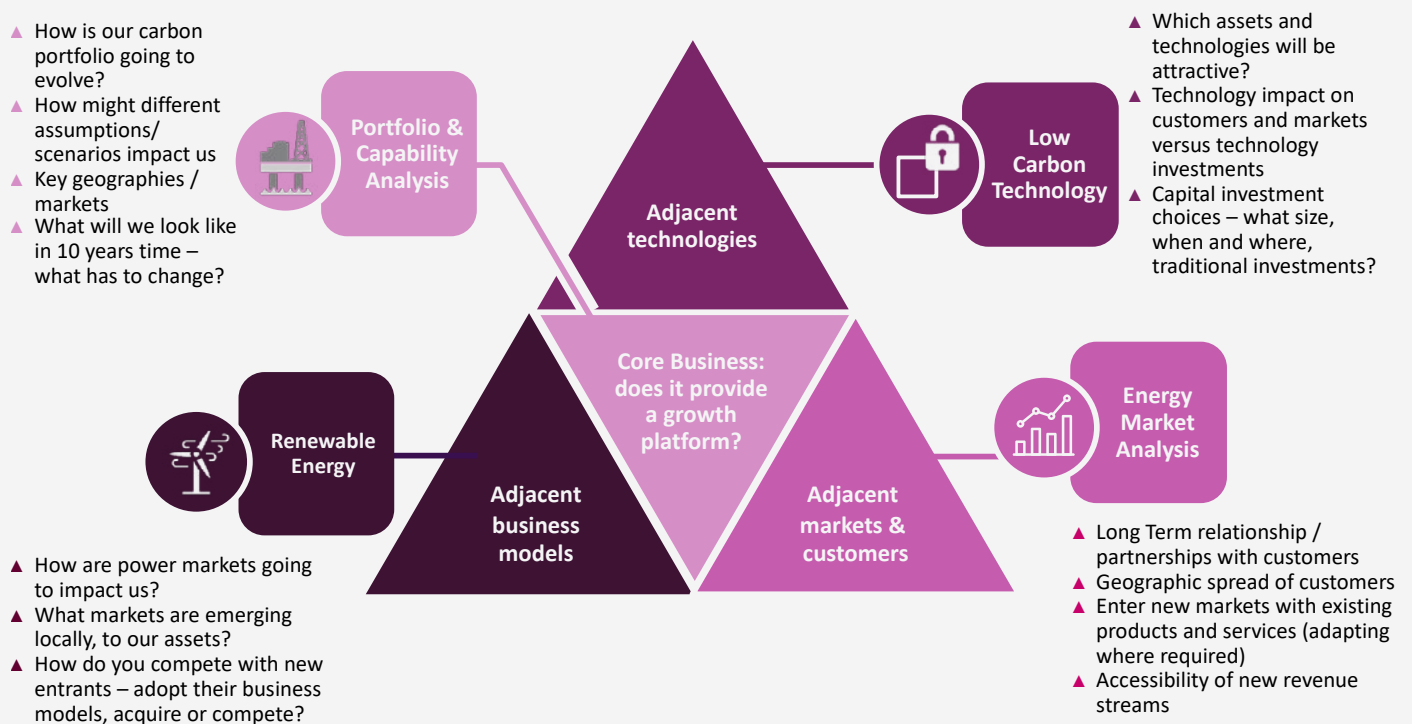 ▲ How is our carbon
portfolio going to
evolve?
▲ How might different
assumptions/
scenarios impact us
▲ Key geographies /
markets
▲ What will we look like
in 10 years time –
what has to change?
Portfolio &
Capability
Analysis
Adjacent
technologies
Low
Carbon
Technology
▲ Which assets and
technologies will be
attractive?
▲ Technology impact on
customers and markets
versus technology
investments
▲ Capital investment
choices – what size,
when and where,
traditional investments?
Core Business:
does it provide
a growth
platform?
Renewable
Energy
Adjacent
business
models
Adjacent
markets &
customers
Energy
Market
Analysis
▲ How are power markets going
to impact us?
▲ What markets are emerging
locally, to our assets?
▲ How do you compete with new
entrants – adopt their business
models, acquire or compete?
▲ Long Term relationship /
partnerships with customers
▲ Geographic spread of customers
▲ Enter new markets with existing
products and services (adapting
where required)
▲ Accessibility of new revenue
streams